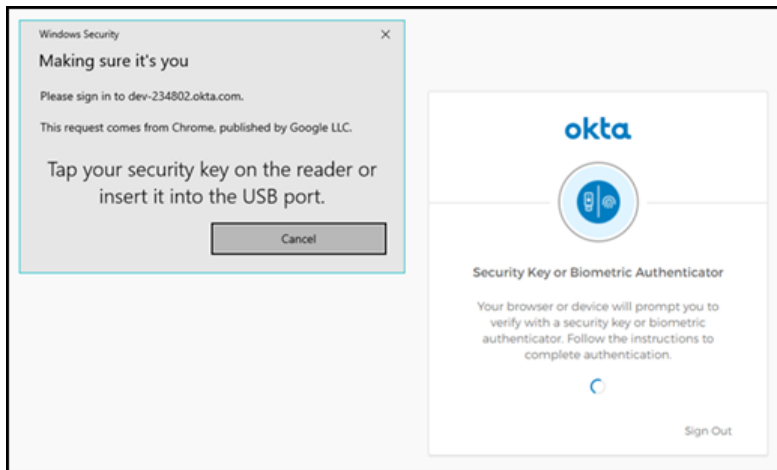 Windows Security
Making sure it's you
Please sign in to dev-234802.okta.com.
This request comes from Chrome, published by Google LLC.
Tap your security key on the reader or
insert it into the USB port.
Cancel
okta
Security Key or Biometric Authenticator
Your browser or device will prompt you to
verify with a security key or biometric
authenticator. Follow the instructions to
complete authentication.
Sign Out